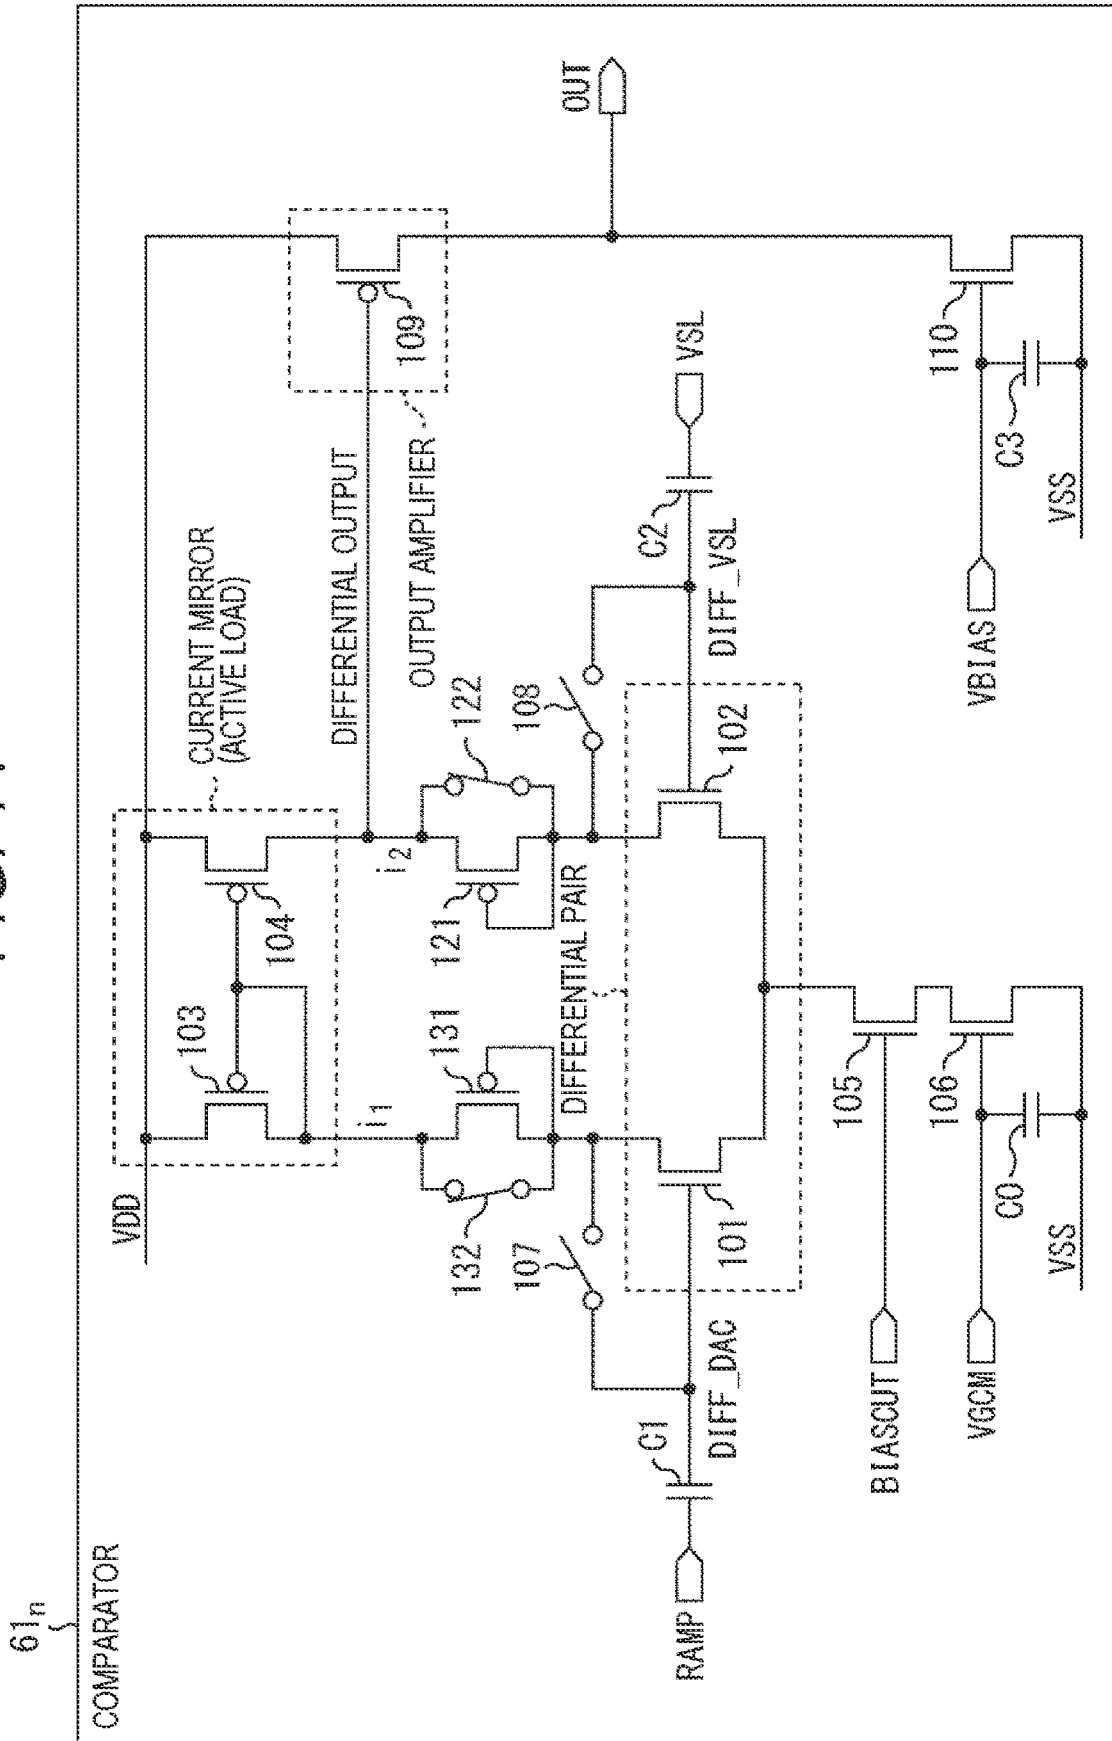 61n
COMPARATOR
VDD
CURRENT MIRROR
(ACTIVE LOAD)
103
104
i1
i2
DIFFERENTIAL OUTPUT
OUTPUT AMPLIFIER
109
OUT
132
131
121
122
107
108
DIFFERENTIAL PAIR
101
102
RAMP
C1
DIFF_DAC
DIFF_VSL
C2
VSL
BIASCUT
105
VGCM
106
C0
VSS
VBIAS
110
C3
VSS